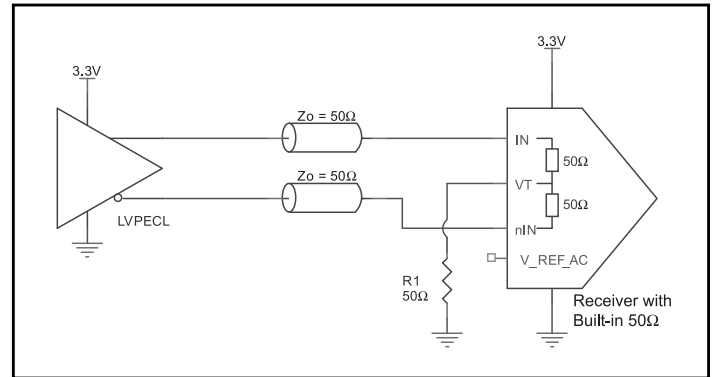 3.3V
3.3V
Zo = 50Ω
IN
50Ω
Zo = 50Ω
VT
50Ω
LVPECL
nIN
V_REF_AC
R1
50Ω
Receiver with
Built-in 50Ω